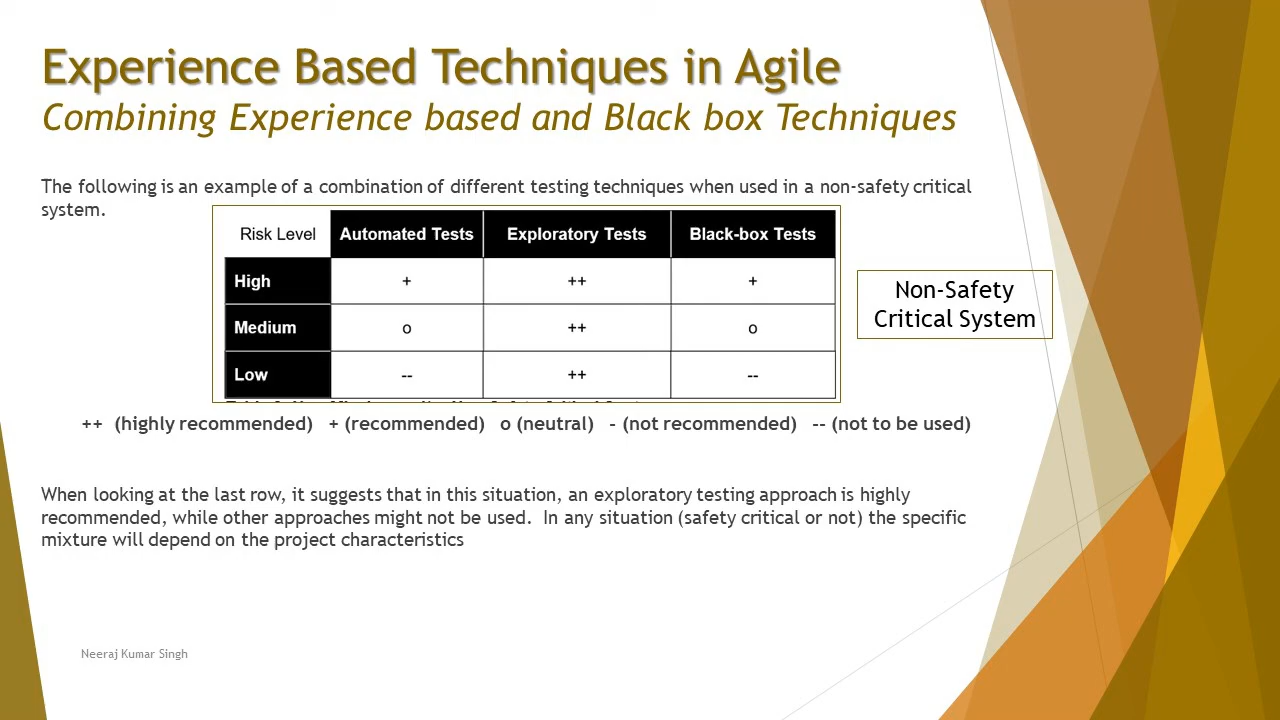 Experience Based Techniques in Agile
Combining Experience based and Black box Techniques
The following is an example of a combination of different testing techniques when used in a non-safety critical
system.
Risk Level Automated Tests Exploratory Tests Black-box Tests
High + ++ +
Medium o ++ o
Low -- ++ --
Non-Safety
Critical System
++ (highly recommended) + (recommended) o (neutral) - (not recommended) -- (not to be used)
When looking at the last row, it suggests that in this situation, an exploratory testing approach is highly
recommended, while other approaches might not be used. In any situation (safety critical or not) the specific
mixture will depend on the project characteristics
Neeraj Kumar Singh